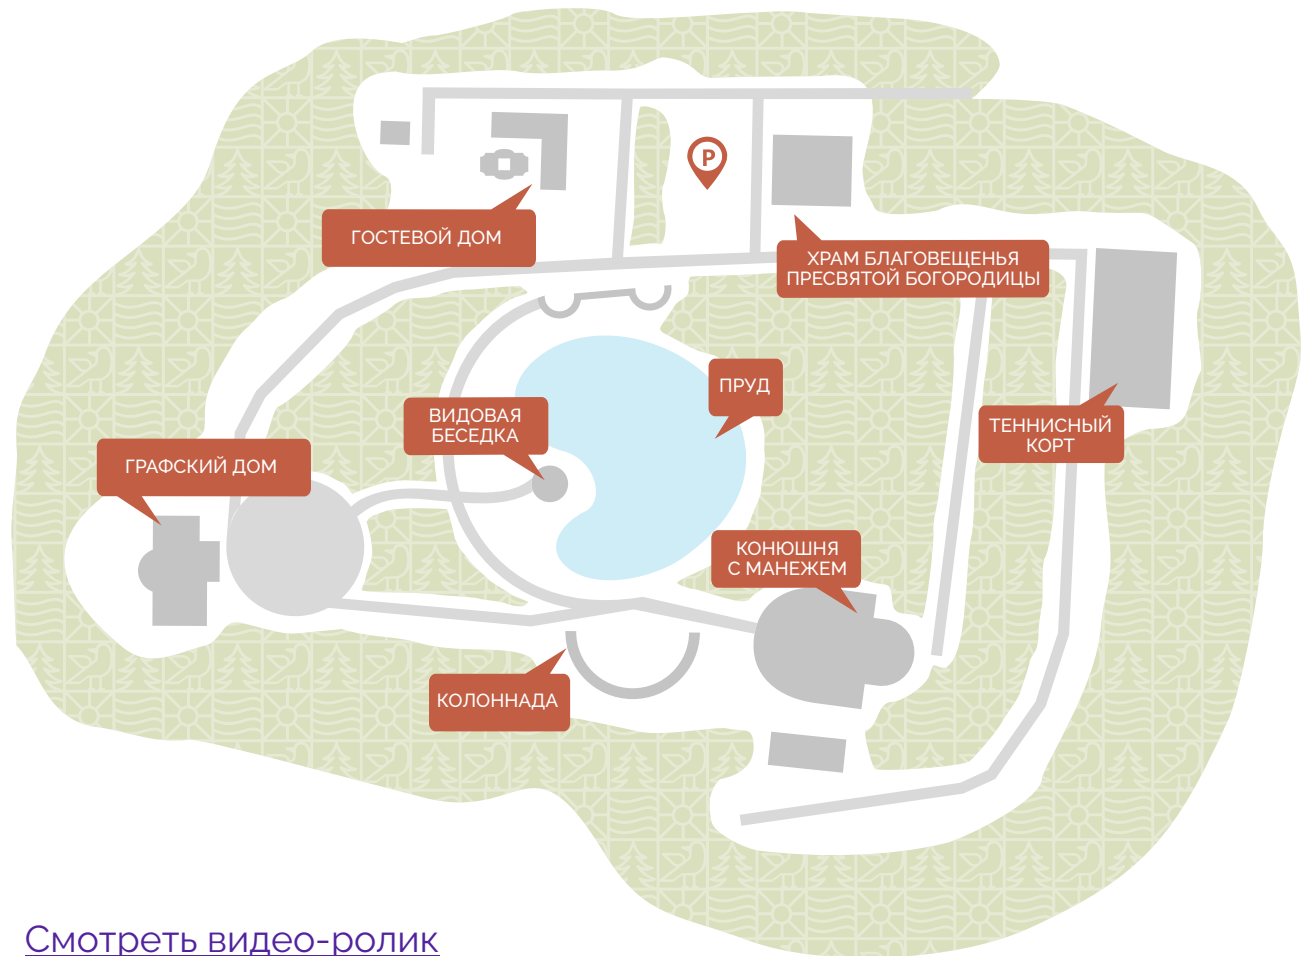 P
ГОСТЕВОЙ ДОМ
ХРАМ БЛАГОВЕЩЕНЬЯ
ПРЕСВЯТОЙ БОГОРОДИЦЫ
ПРУД
ВИДОВАЯ
БЕСЕДКА
ТЕННИСНЫЙ
КОРТ
ГРАФСКИЙ ДОМ
КОНЮШНЯ
С МАНЕЖЕМ
КОЛОННАДА
Смотреть видео-ролик